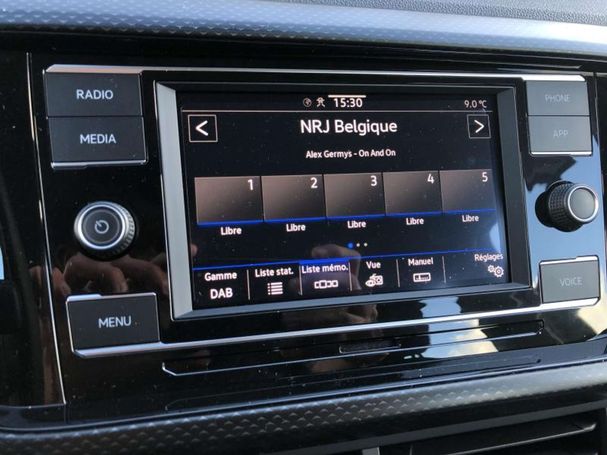 RADIO
MEDIA
MENU
15:30
9.0 °C
NRJ Belgique
Alex Germys - On And On
1 2 3 4 5
Libre Libre Libre Libre Libre
Gamme Liste stat. Liste mémo. Vue Manuel Réglages
DAB
PHONE
APP
VOICE